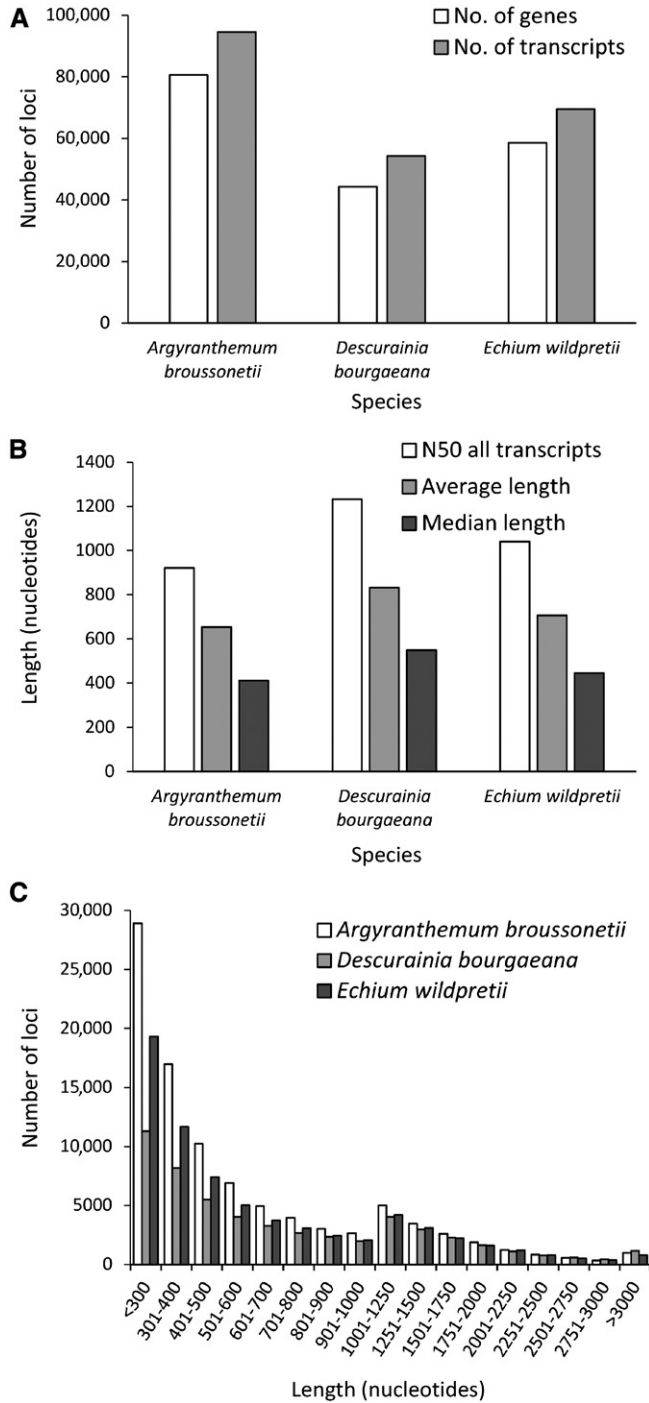 A
100,000
80,000
60,000
40,000
20,000
0
Number of loci
No. of genes
No. of transcripts
Argyranthemum
broussonetii
Descurainia
bourgaeana
Echium wildpretii
Species
B
1400
1200
1000
800
600
400
200
0
Length (nucleotides)
N50 all transcripts
Average length
Median length
Argyranthemum
broussonetii
Descurainia
bourgaeana
Echium wildpretii
Species
C
30,000
25,000
20,000
15,000
10,000
5000
0
Number of loci
Argyranthemum broussonetii
Descurainia bourgaeana
Echium wildpretii
<300
301-400
401-500
501-600
601-700
701-800
801-900
901-1000
1001-1250
1251-1500
1501-1750
1751-2000
2001-2250
2251-2500
2501-2750
2751-3000
>3000
Length (nucleotides)